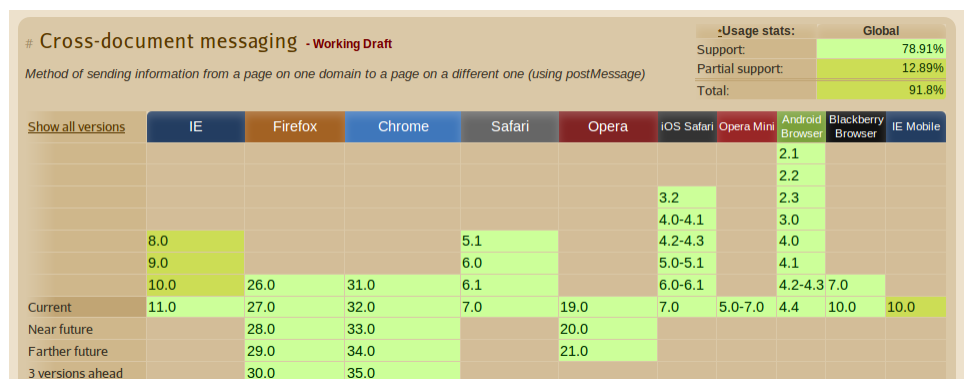 # Cross-document messaging - Working Draft
Method of sending information from a page on one domain to a page on a different one (using postMessage)
•Usage stats: Global
Support: 78.91%
Partial support: 12.89%
Total: 91.8%
Show all versions IE Firefox Chrome Safari Opera iOS Safari Opera Mini Android Browser Blackberry Browser IE Mobile
2.1
2.2
3.2 2.3
4.0-4.1 3.0
8.0 5.1 4.2-4.3 4.0
9.0 6.0 5.0-5.1 4.1
10.0 26.0 31.0 6.1 6.0-6.1 4.2-4.3 7.0
Current 11.0 27.0 32.0 7.0 19.0 7.0 5.0-7.0 4.4 10.0 10.0
Near future 28.0 33.0 20.0
Farther future 29.0 34.0 21.0
3 versions ahead 30.0 35.0